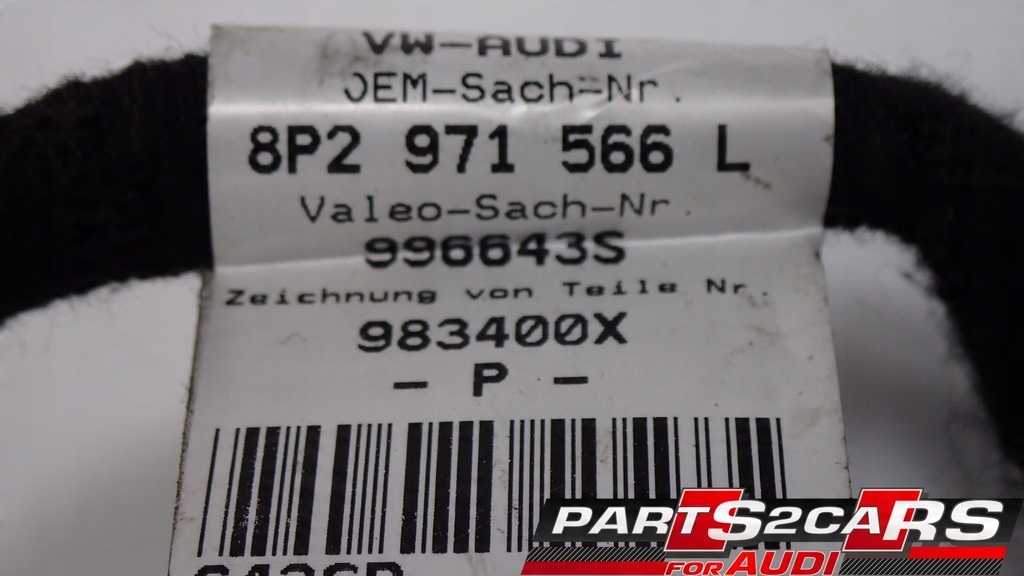 VW-AUDI
OEM-Sach-Nr.
8P2 971 566 L
Valeo-Sach-Nr.
996643S
Zeichnung von Teile Nr.
983400X
- P -
PARTS2CARS
FOR AUDI